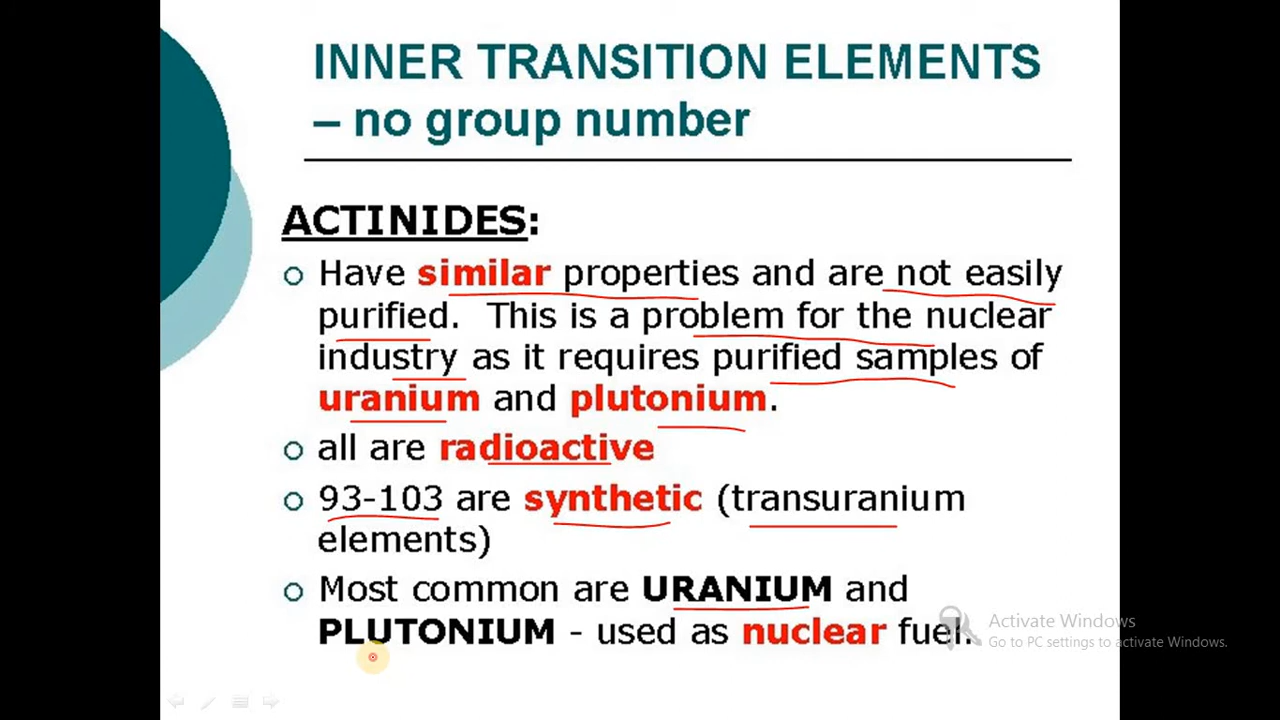 INNER TRANSITION ELEMENTS
– no group number
ACTINIDES:
Have similar properties and are not easily
purified. This is a problem for the nuclear
industry as it requires purified samples of
uranium and plutonium.
all are radioactive
93-103 are synthetic (transuranium
elements)
Most common are URANIUM and
PLUTONIUM - used as nuclear fuel.
Activate Windows
Go to PC settings to activate Windows.